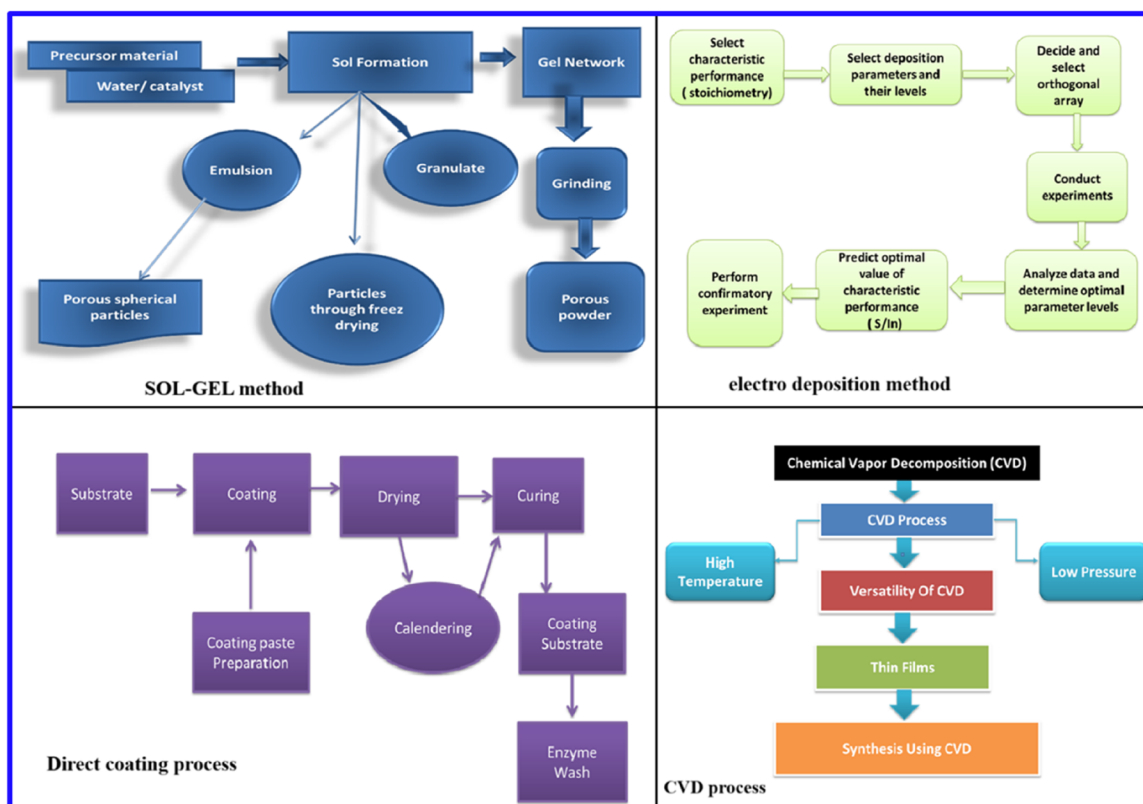 Precursor material
Water/ catalyst
Sol Formation
Gel Network
Emulsion
Granulate
Grinding
Porous spherical
particles
Particles
through freez
drying
Porous
powder
SOL-GEL method
Select
characteristic
performance
( stoichiometry)
Select deposition
parameters and
their levels
Decide and
select
orthogonal
array
Conduct
experiments
Analyze data and
determine optimal
parameter levels
Predict optimal
value of
characteristic
performance
( S/In)
Perform
confirmatory
experiment
electro deposition method
Substrate
Coating
Drying
Curing
Coating paste
Preparation
Calendering
Coating
Substrate
Enzyme
Wash
Direct coating process
Chemical Vapor Decomposition (CVD)
CVD Process
High
Temperature
Low Pressure
Versatility Of CVD
Thin Films
Synthesis Using CVD
CVD process